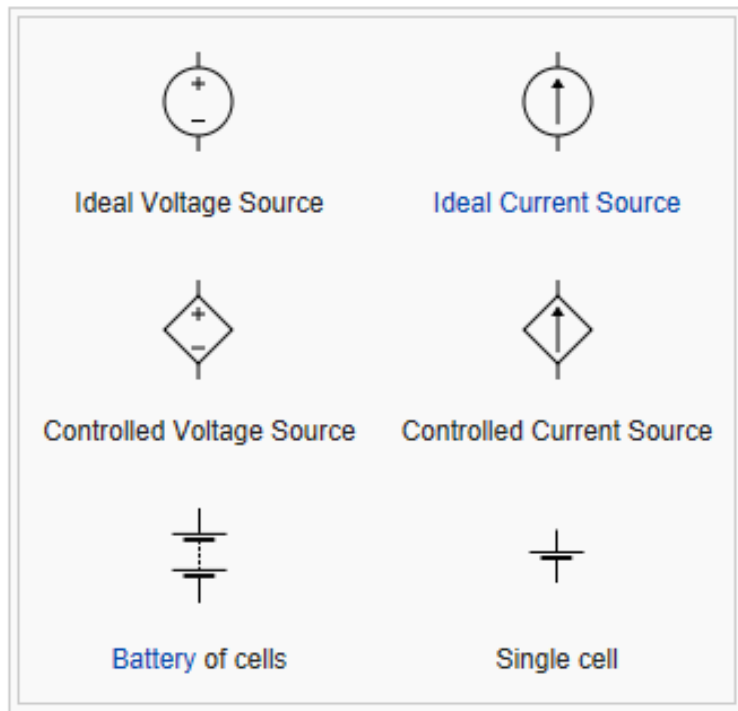 Ideal Voltage Source
Ideal Current Source
Controlled Voltage Source
Controlled Current Source
Battery of cells
Single cell